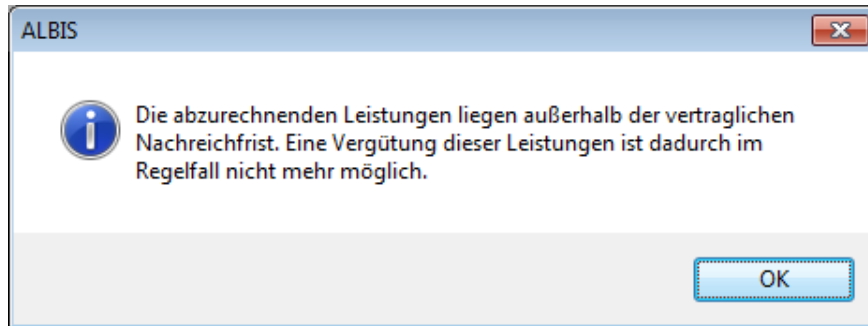 ALBIS
Die abzurechnenden Leistungen liegen außerhalb der vertraglichen
Nachreichfrist. Eine Vergütung dieser Leistungen ist dadurch im
Regelfall nicht mehr möglich.
OK